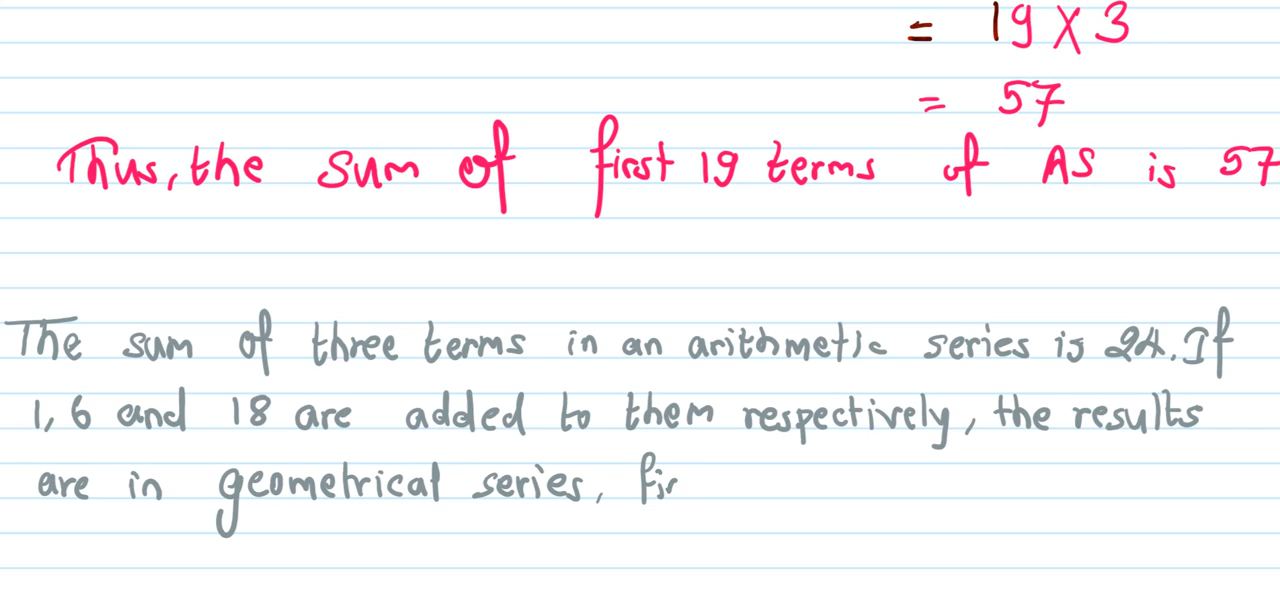 = 19 X 3
= 57
Thus, the sum of first 19 terms of AS is 57
The sum of three terms in an arithmetic series is 24. If
1, 6 and 18 are added to them respectively, the results
are in geometrical series, fin